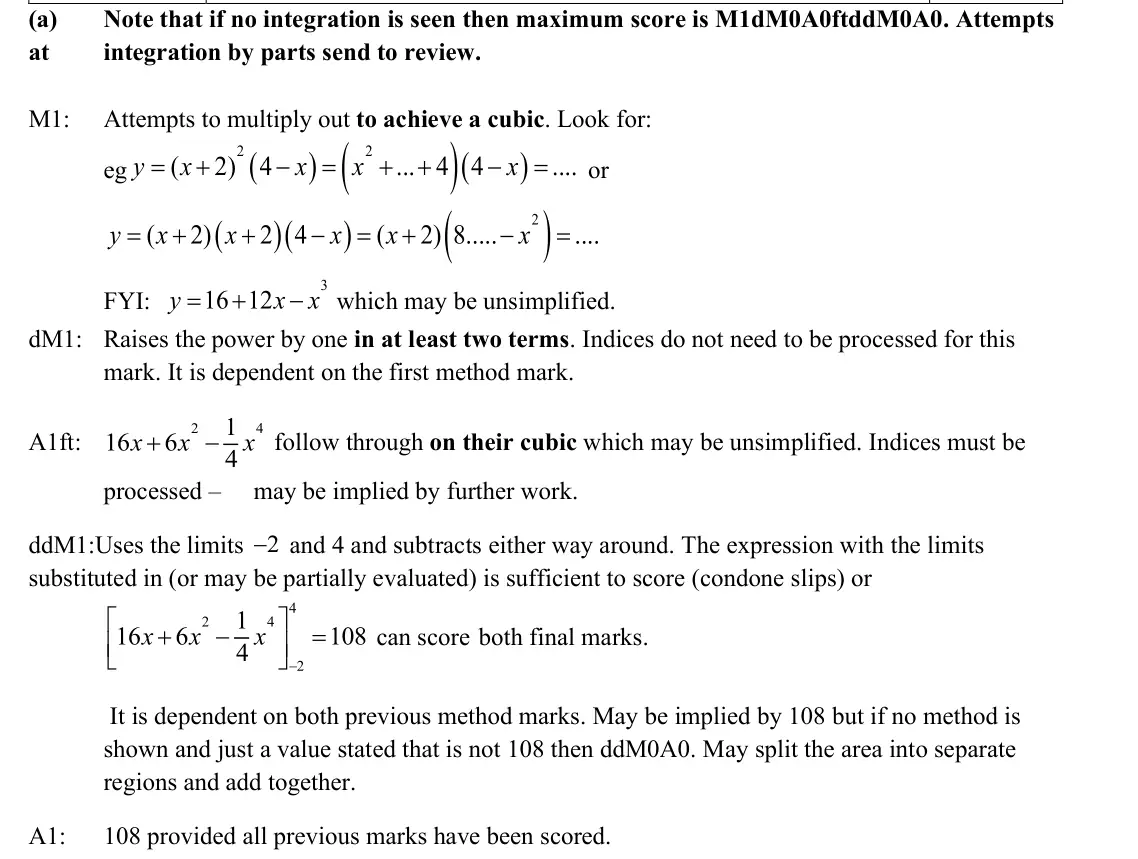 (a) Note that if no integration is seen then maximum score is M1dM0A0ftddM0A0. Attempts
at integration by parts send to review.
M1: Attempts to multiply out to achieve a cubic. Look for:
eg y = (x+2)² (4−x) = (x² +...+4)(4−x) = .... or
y = (x+2)(x+2)(4−x) = (x+2)(8.....−x²) = ....
FYI: y = 16+12x−x³ which may be unsimplified.
dM1: Raises the power by one in at least two terms. Indices do not need to be processed for this
mark. It is dependent on the first method mark.
A1ft: 16x+6x² −1/4 x⁴ follow through on their cubic which may be unsimplified. Indices must be
processed – may be implied by further work.
ddM1:Uses the limits −2 and 4 and subtracts either way around. The expression with the limits
substituted in (or may be partially evaluated) is sufficient to score (condone slips) or
[16x+6x² −1/4 x⁴]⁴₋₂ = 108 can score both final marks.
It is dependent on both previous method marks. May be implied by 108 but if no method is
shown and just a value stated that is not 108 then ddM0A0. May split the area into separate
regions and add together.
A1: 108 provided all previous marks have been scored.